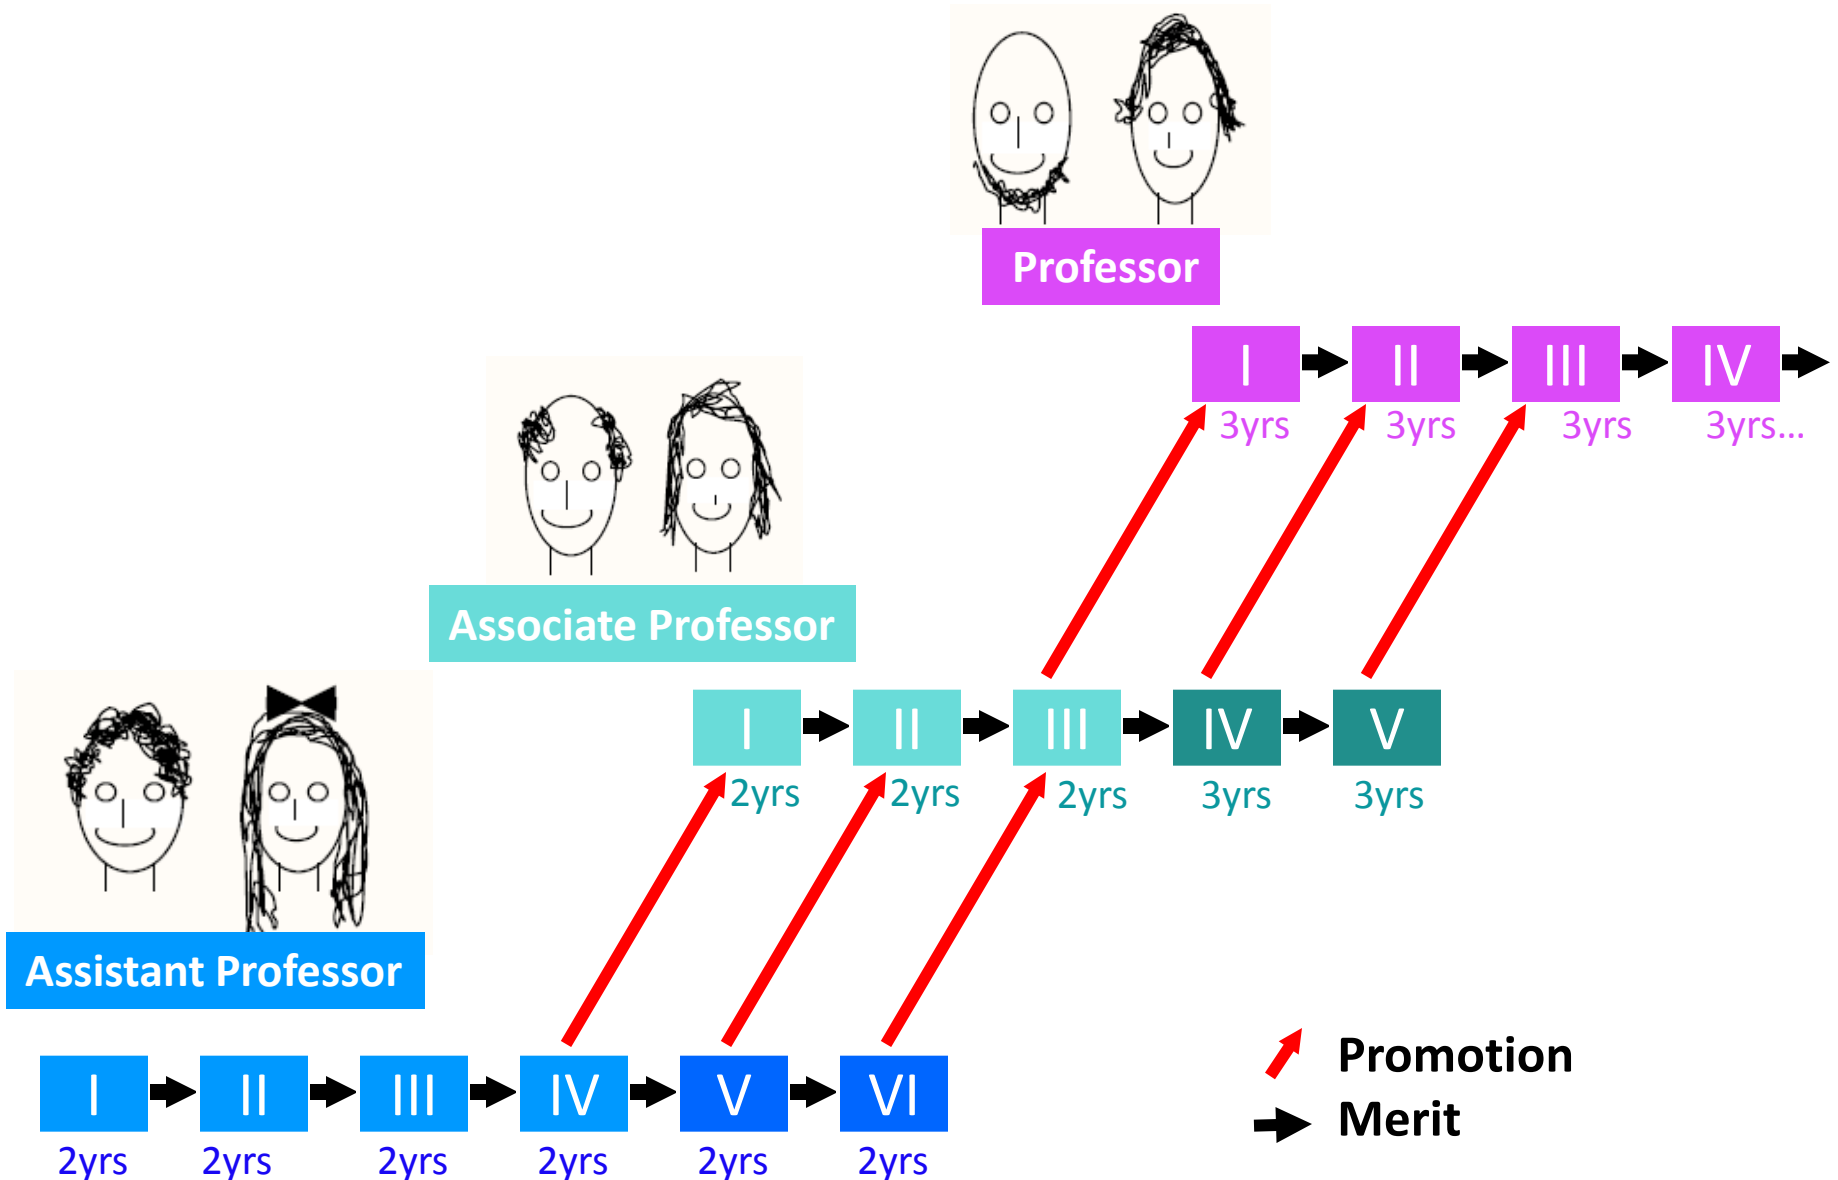 Professor
I II III IV
3yrs 3yrs 3yrs 3yrs...
Associate Professor
I II III IV V
2yrs 2yrs 2yrs 3yrs 3yrs
Assistant Professor
I II III IV V VI
2yrs 2yrs 2yrs 2yrs 2yrs 2yrs
Promotion
Merit